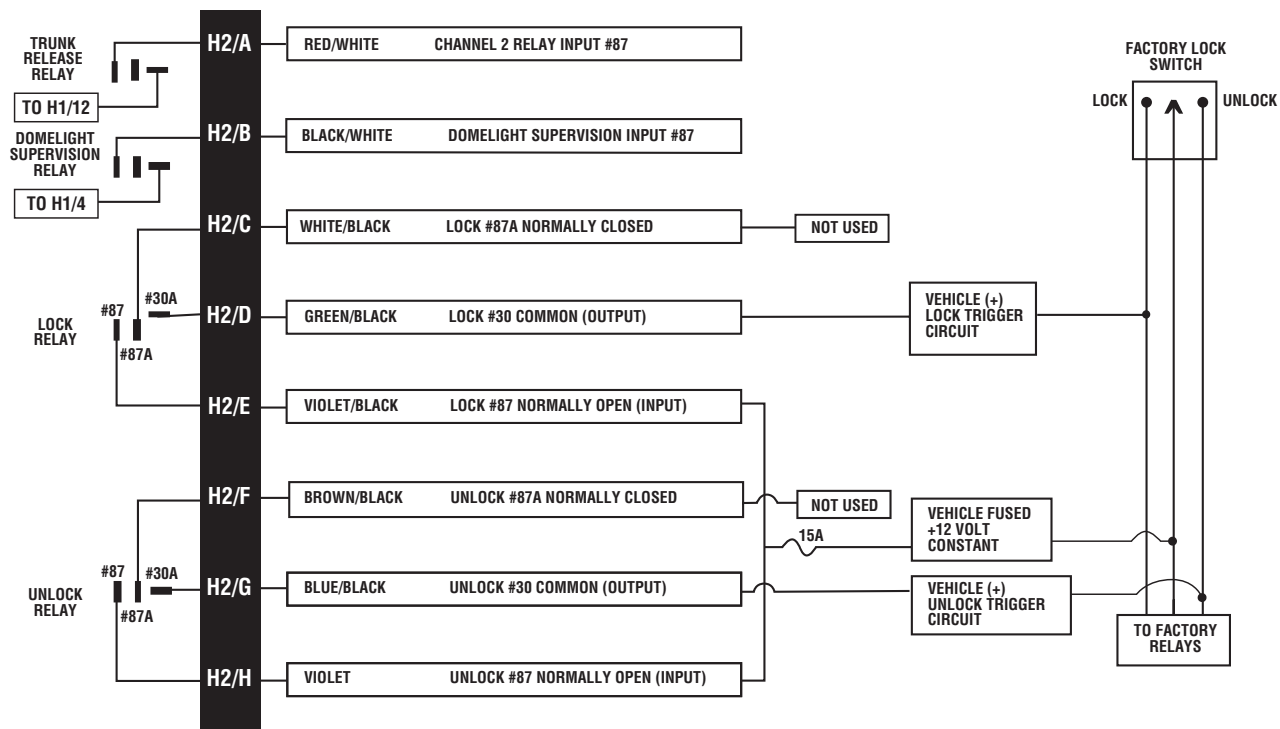 TRUNK
RELEASE
RELAY
TO H1/12
H2/A
RED/WHITE CHANNEL 2 RELAY INPUT #87
DOMELIGHT
SUPERVISION
RELAY
TO H1/4
H2/B
BLACK/WHITE DOMELIGHT SUPERVISION INPUT #87
FACTORY LOCK
SWITCH
LOCK
UNLOCK
H2/C
WHITE/BLACK LOCK #87A NORMALLY CLOSED
NOT USED
LOCK
RELAY
#87
#30A
#87A
H2/D
GREEN/BLACK LOCK #30 COMMON (OUTPUT)
VEHICLE (+)
LOCK TRIGGER
CIRCUIT
H2/E
VIOLET/BLACK LOCK #87 NORMALLY OPEN (INPUT)
H2/F
BROWN/BLACK UNLOCK #87A NORMALLY CLOSED
NOT USED
15A
VEHICLE FUSED
+12 VOLT
CONSTANT
UNLOCK
RELAY
#87
#30A
#87A
H2/G
BLUE/BLACK UNLOCK #30 COMMON (OUTPUT)
VEHICLE (+)
UNLOCK TRIGGER
CIRCUIT
TO FACTORY
RELAYS
H2/H
VIOLET UNLOCK #87 NORMALLY OPEN (INPUT)